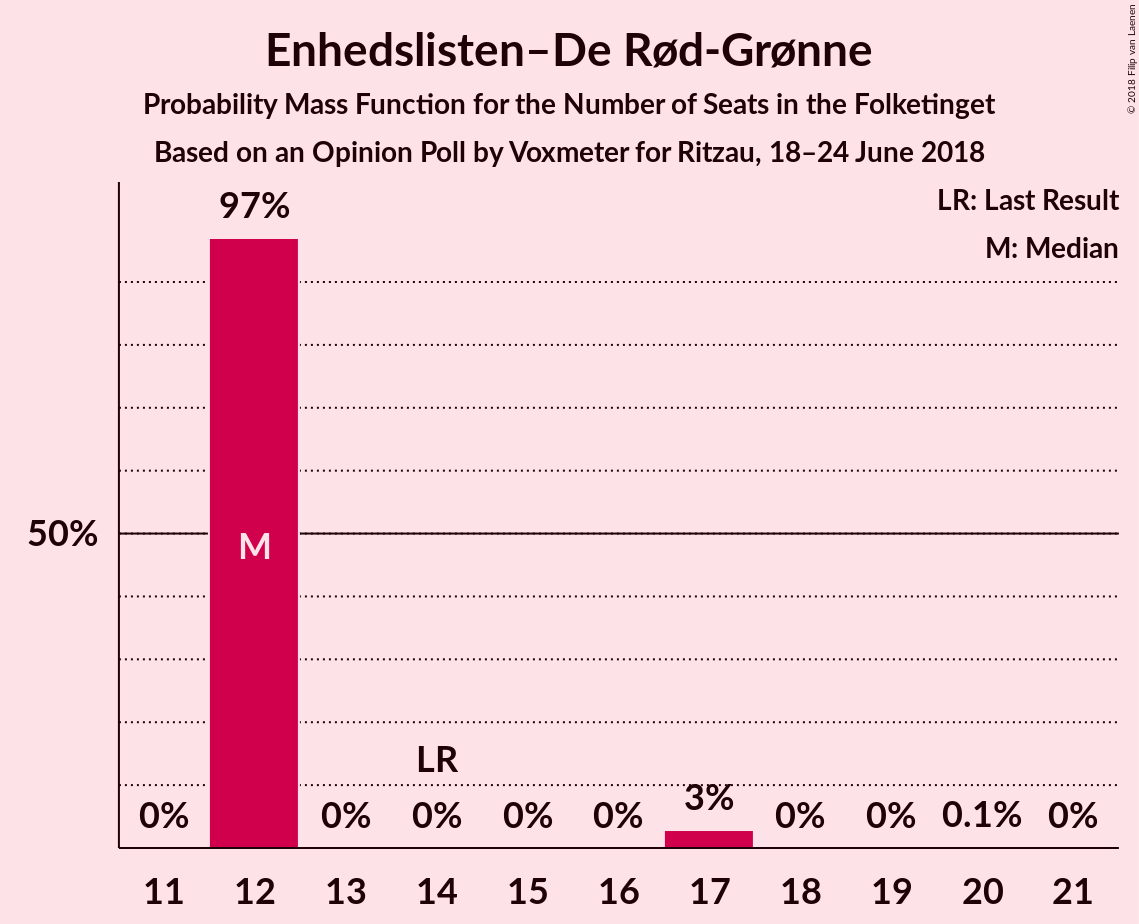 Enhedslisten–De Rød-Grønne
Probability Mass Function for the Number of Seats in the Folketinget
Based on an Opinion Poll by Voxmeter for Ritzau, 18–24 June 2018
© 2018 Filip van Laenen
LR: Last Result
M: Median
97%
50%
M
LR
0% 0% 0% 0% 0% 3% 0% 0% 0.1% 0%
11 12 13 14 15 16 17 18 19 20 21